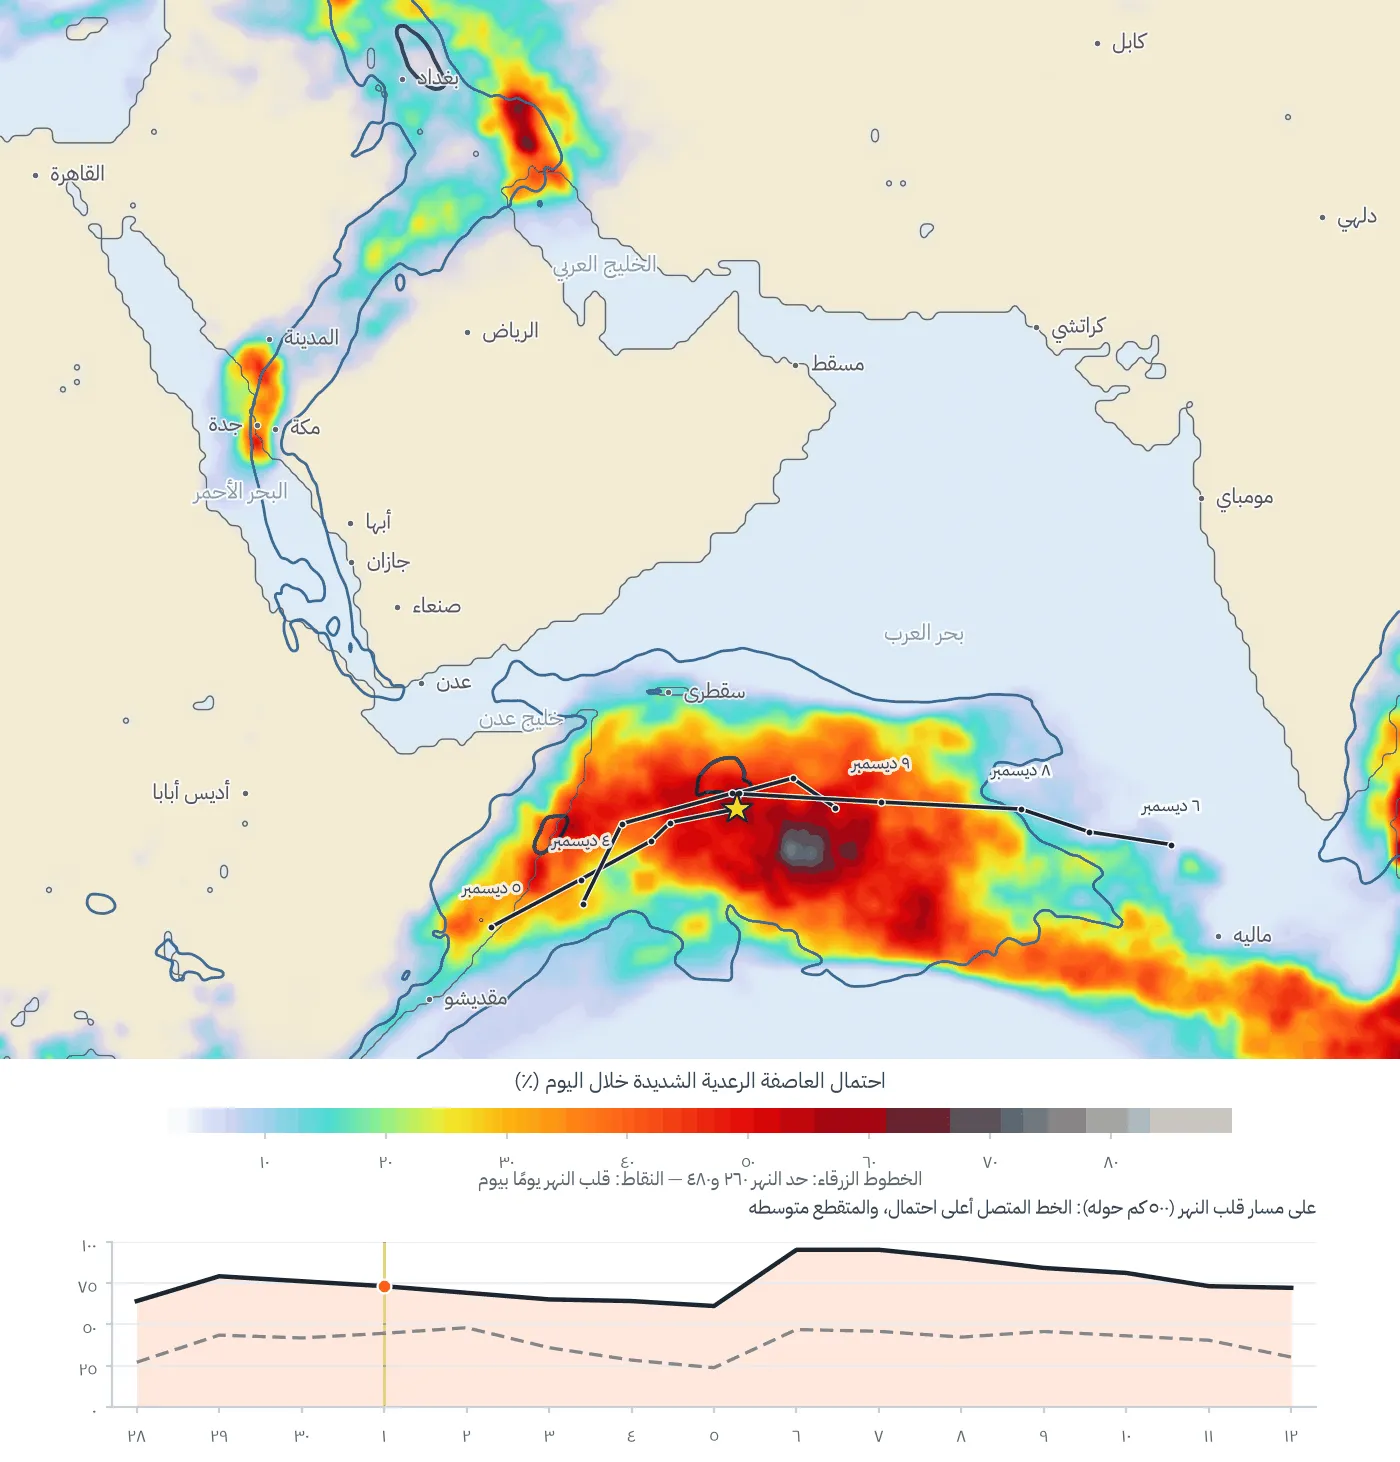 كابل
بغداد
القاهرة
دلهي
الخليج العربي
كراتشي
الرياض
المدينة
مسقط
جدة
مكة
البحر الأحمر
مومباي
أبها
جازان
صنعاء
بحر العرب
عدن
سقطرى
خليج عدن
٩ ديسمبر
٨ ديسمبر
أديس أبابا
٦ ديسمبر
٤ ديسمبر
٥ ديسمبر
ماليه
مقديشو
احتمال العاصفة الرعدية الشديدة خلال اليوم (٪)
١٠ ٢٠ ٣٠ ٤٠ ٥٠ ٦٠ ٧٠ ٨٠
الخطوط الزرقاء: حد النهر ٢٦٠ و٤٨٠ — النقاط: قلب النهر يومًا بيوم
على مسار قلب النهر (٥٠٠ كم حوله): الخط المتصل أعلى احتمال، والمتقطع متوسطه
١٠٠
٧٥
٥٠
٢٥
٠
٢٨ ٢٩ ٣٠ ١ ٢ ٣ ٤ ٥ ٦ ٧ ٨ ٩ ١٠ ١١ ١٢